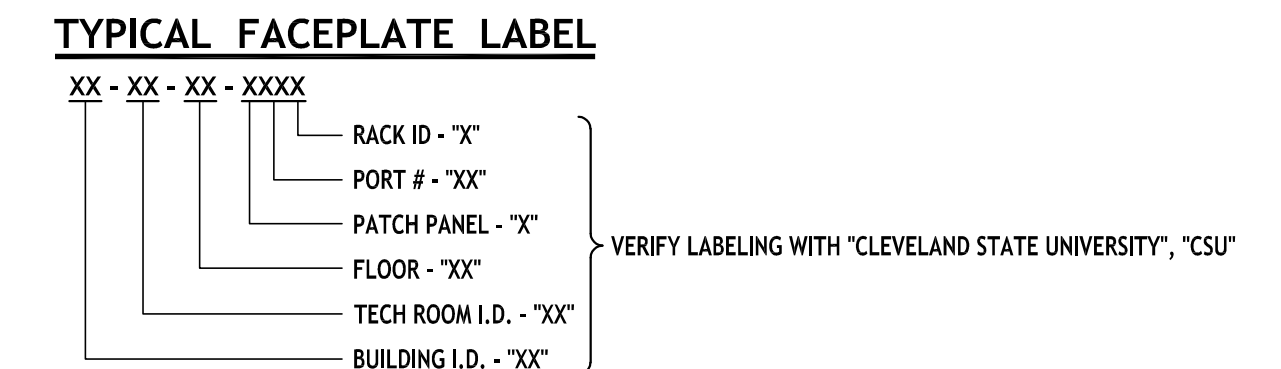 TYPICAL FACEPLATE LABEL
XX - XX - XX - XXXX
RACK ID - "X"
PORT # - "XX"
PATCH PANEL - "X"
VERIFY LABELING WITH "CLEVELAND STATE UNIVERSITY", "CSU"
FLOOR - "XX"
TECH ROOM I.D. - "XX"
BUILDING I.D. - "XX"